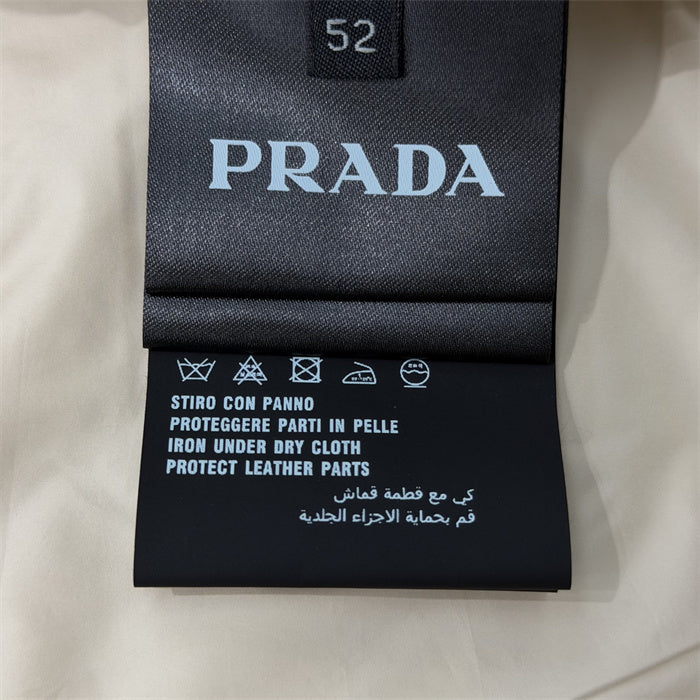 52
PRADA
STIRO CON PANNO
PROTEGGERE PARTI IN PELLE
IRON UNDER DRY CLOTH
PROTECT LEATHER PARTS
كي مع قطمة قماش
قم بحماية الاجزاء الجلدية